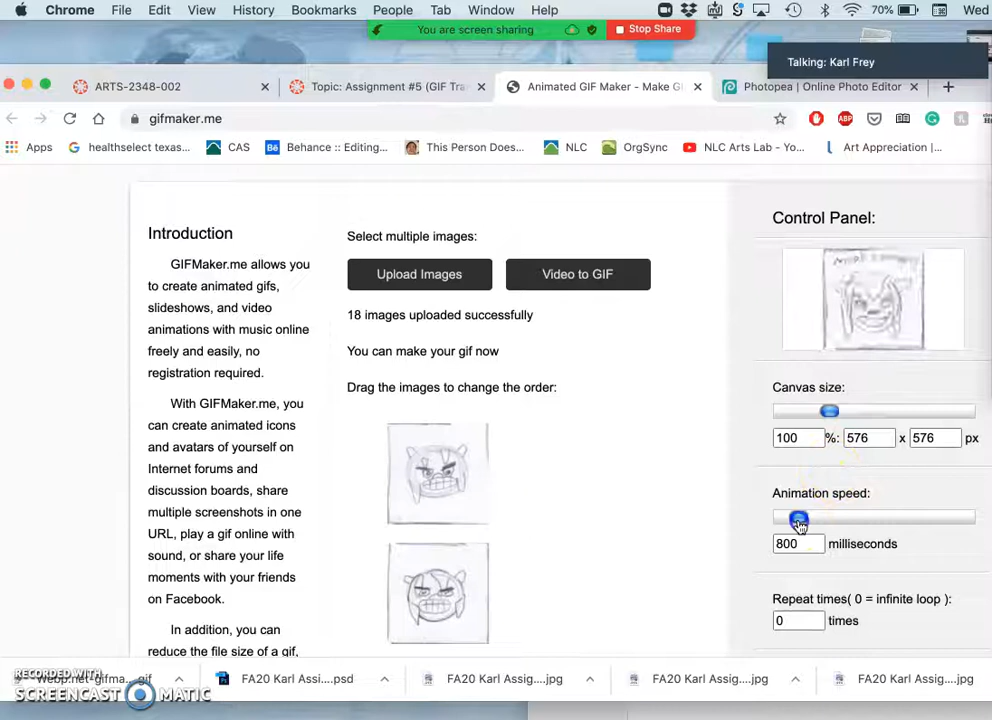 Chrome File Edit View History Bookmarks People Tab Window Help 70% Wed
You are screen sharing Stop Share
Talking: Karl Frey
ARTS-2348-002 Topic: Assignment #5 (GIF Tra Animated GIF Maker - Make GI Photopea | Online Photo Editor
gifmaker.me
Apps healthselect texas... CAS Behance :: Editing... This Person Does... NLC OrgSync NLC Arts Lab - Yo... Art Appreciation |...
Introduction
GIFMaker.me allows you
to create animated gifs,
slideshows, and video
animations with music online
freely and easily, no
registration required.
With GIFMaker.me, you
can create animated icons
and avatars of yourself on
Internet forums and
discussion boards, share
multiple screenshots in one
URL, play a gif online with
sound, or share your life
moments with your friends
on Facebook.
In addition, you can
reduce the file size of a gif,
Select multiple images:
Upload Images Video to GIF
18 images uploaded successfully
You can make your gif now
Drag the images to change the order:
Control Panel:
Canvas size:
100 %: 576 x 576 px
Animation speed:
800 milliseconds
Repeat times( 0 = infinite loop ):
0 times
FA20 Karl Assi....psd FA20 Karl Assig....jpg FA20 Karl Assig....jpg FA20 Karl Assig....jpg
RECORDED WITH
SCREENCAST MATIC